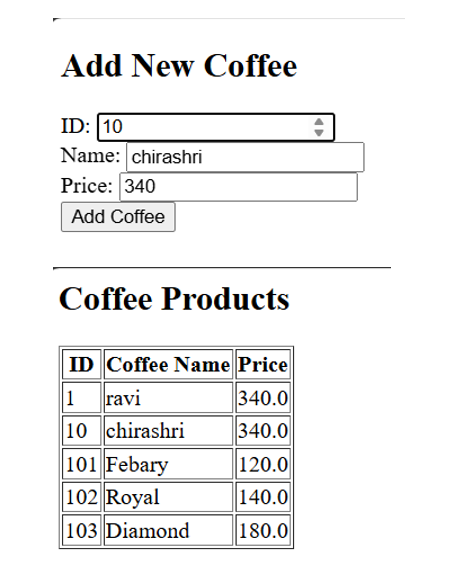 Add New Coffee
ID: 10
Name: chirashri
Price: 340
Add Coffee
Coffee Products
ID Coffee Name Price
1 ravi 340.0
10 chirashri 340.0
101 Febary 120.0
102 Royal 140.0
103 Diamond 180.0